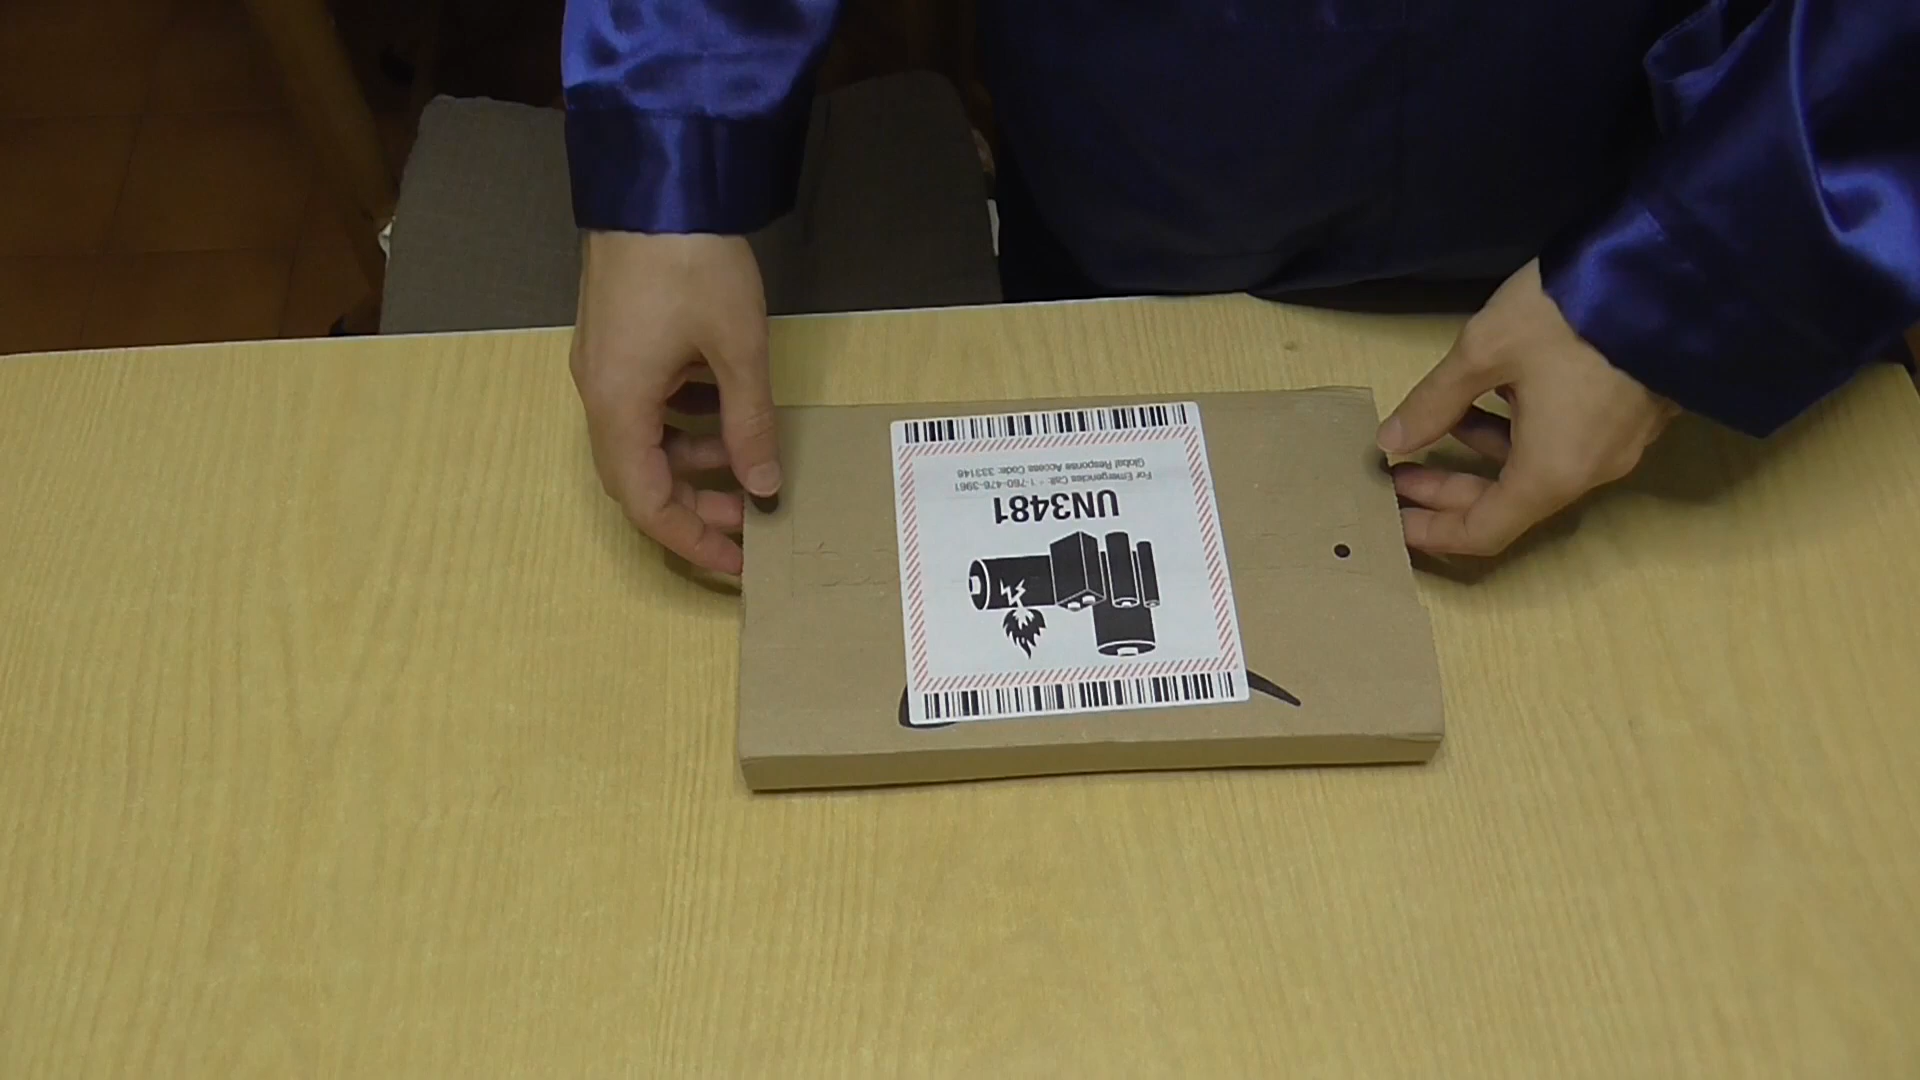 UN3481
For Emergencies Call: + 1-760-476-3961
Global Response Access Code: 333146